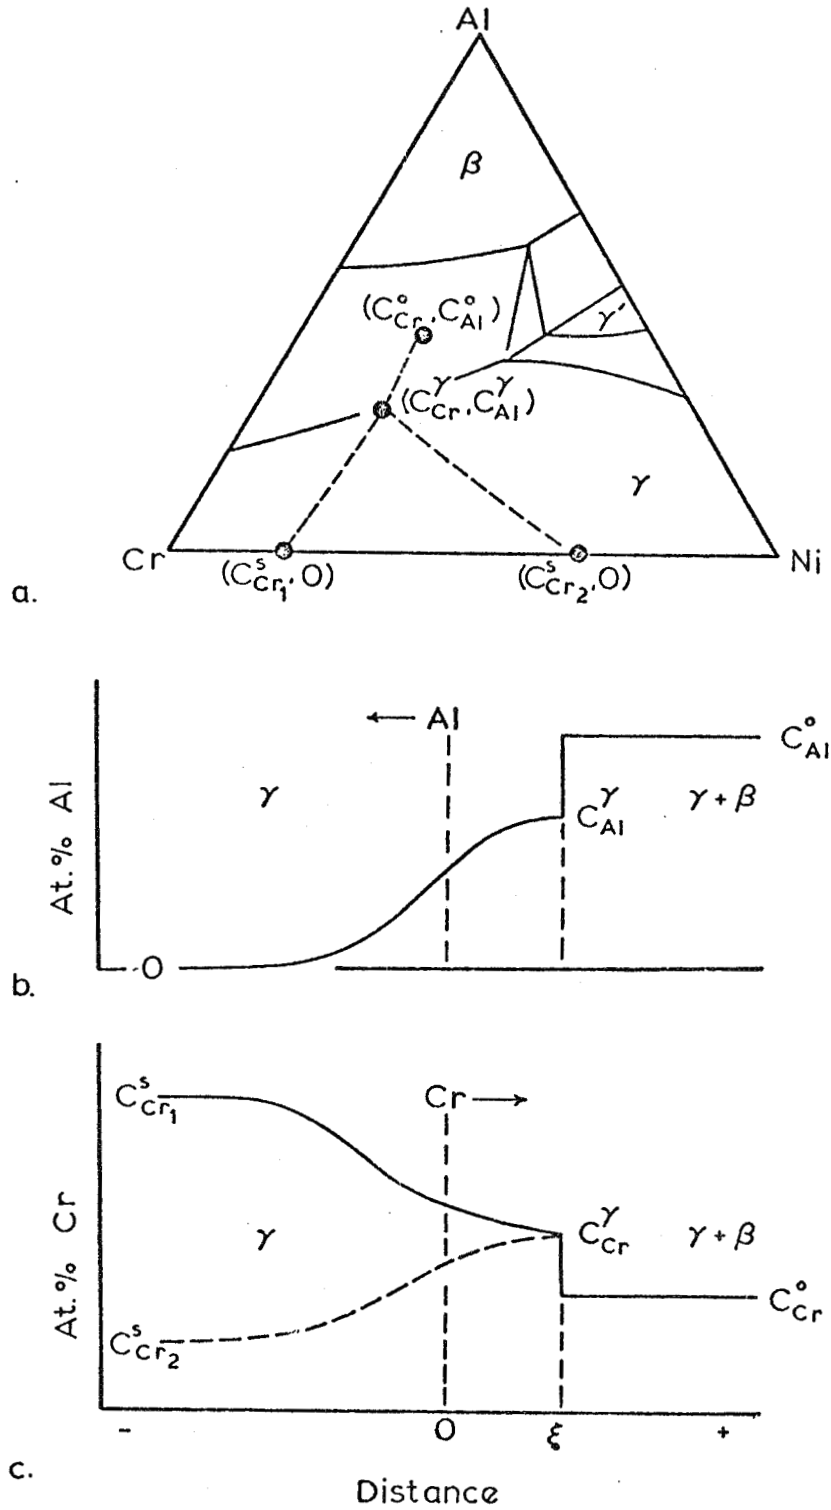 Al
β
(C°Cr, C°Al)
γ′
(CγCr, CγAl)
γ
Cr
Ni
(CsCr1, O)
(CsCr2, O)
a.
← Al
C°Al
γ
CγAl
γ + β
At. % Al
O
b.
CsCr1
Cr →
γ
CγCr
γ + β
At. % Cr
C°Cr
CsCr2
- O ξ +
c.
Distance